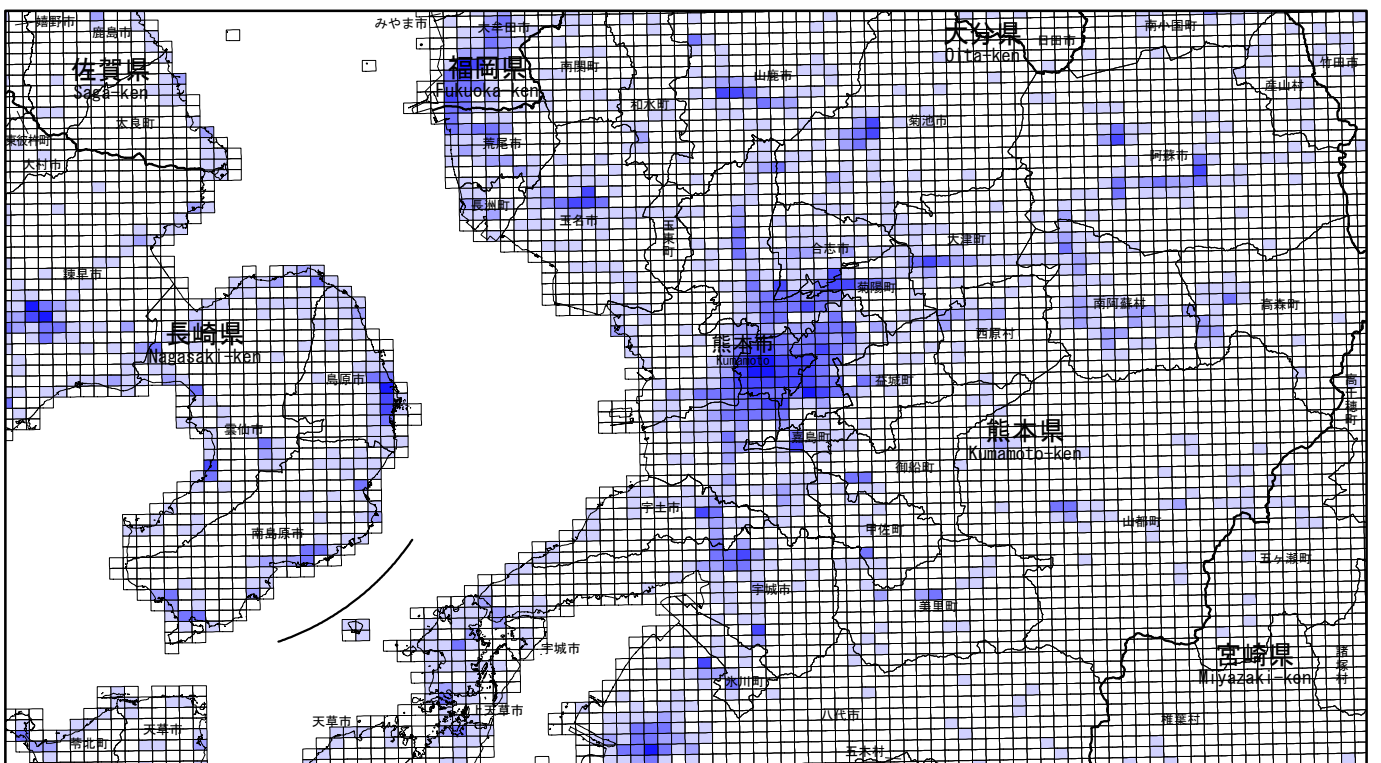 嬉野市
鹿島市
みやま市
大牟田市
大分県
Oita-ken
日田市
南小国町
竹田市
佐賀県
Saga-ken
福岡県
Fukuoka-ken
南関町
山鹿市
産山村
和水町
太良町
菊池市
東彼杵町
荒尾市
阿蘇市
大村市
長洲町
玉名市
玉東町
合志市
大津町
諫早市
菊陽町
南阿蘇村
高森町
長崎県
Nagasaki-ken
熊本市
Kumamoto
西原村
島原市
益城町
高千穂町
雲仙市
嘉島町
熊本県
Kumamoto-ken
御船町
宇土市
甲佐町
山都町
南島原市
五ヶ瀬町
宇城市
美里町
宇城市
宮崎県
Miyazaki-ken
諸塚村
氷川町
上天草市
天草市
天草市
八代市
椎葉村
苓北町
五木村